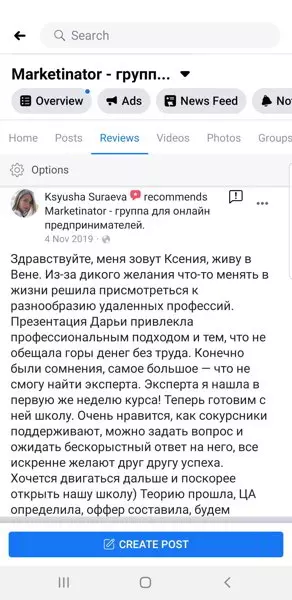 Search
Marketinator - групп...
Overview
Ads
News Feed
No
Home
Posts
Reviews
Videos
Photos
Groups
Options
Ksyusha Suraeva recommends
Marketinator - группа для онлайн
предпринимателей.
4 Nov 2019 ·
Здравствуйте, меня зовут Ксения, живу в
Вене. Из-за дикого желания что-то менять в
жизни решила присмотреться к
разнообразию удаленных профессий.
Презентация Дарьи привлекла
профессиональным подходом и тем, что не
обещала горы денег без труда. Конечно
были сомнения, самое большое — что не
смогу найти эксперта. Эксперта я нашла в
первую же неделю курса! Теперь готовим с
ней школу. Очень нравится, как сокурсники
поддерживают, можно задать вопрос и
ожидать бескорыстный ответ на него, все
искренне желают друг другу успеха.
Хочется двигаться дальше и поскорее
открыть нашу школу) Теорию прошла, ЦА
определила, оффер составила, будем
CREATE POST